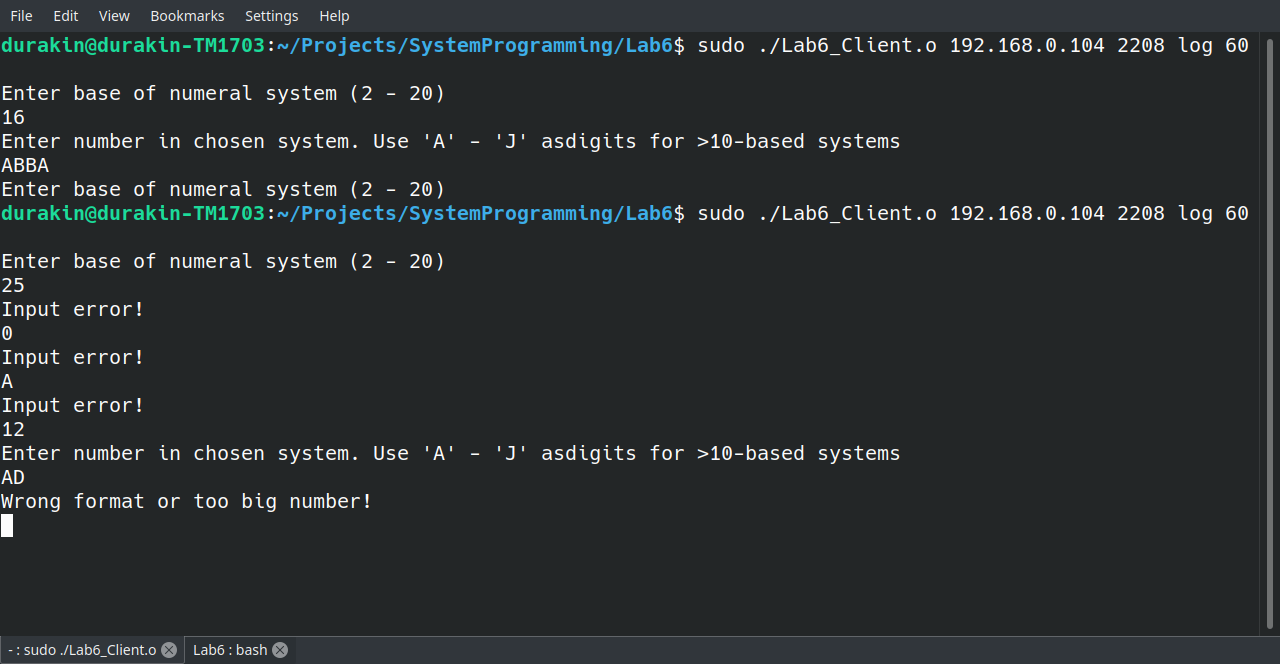 File Edit View Bookmarks Settings Help
durakin@durakin-TM1703:~/Projects/SystemProgramming/Lab6$ sudo ./Lab6_Client.o 192.168.0.104 2208 log 60
Enter base of numeral system (2 - 20)
16
Enter number in chosen system. Use 'A' - 'J' asdigits for >10-based systems
ABBA
Enter base of numeral system (2 - 20)
durakin@durakin-TM1703:~/Projects/SystemProgramming/Lab6$ sudo ./Lab6_Client.o 192.168.0.104 2208 log 60
Enter base of numeral system (2 - 20)
25
Input error!
0
Input error!
A
Input error!
12
Enter number in chosen system. Use 'A' - 'J' asdigits for >10-based systems
AD
Wrong format or too big number!
- : sudo ./Lab6_Client.o Lab6 : bash